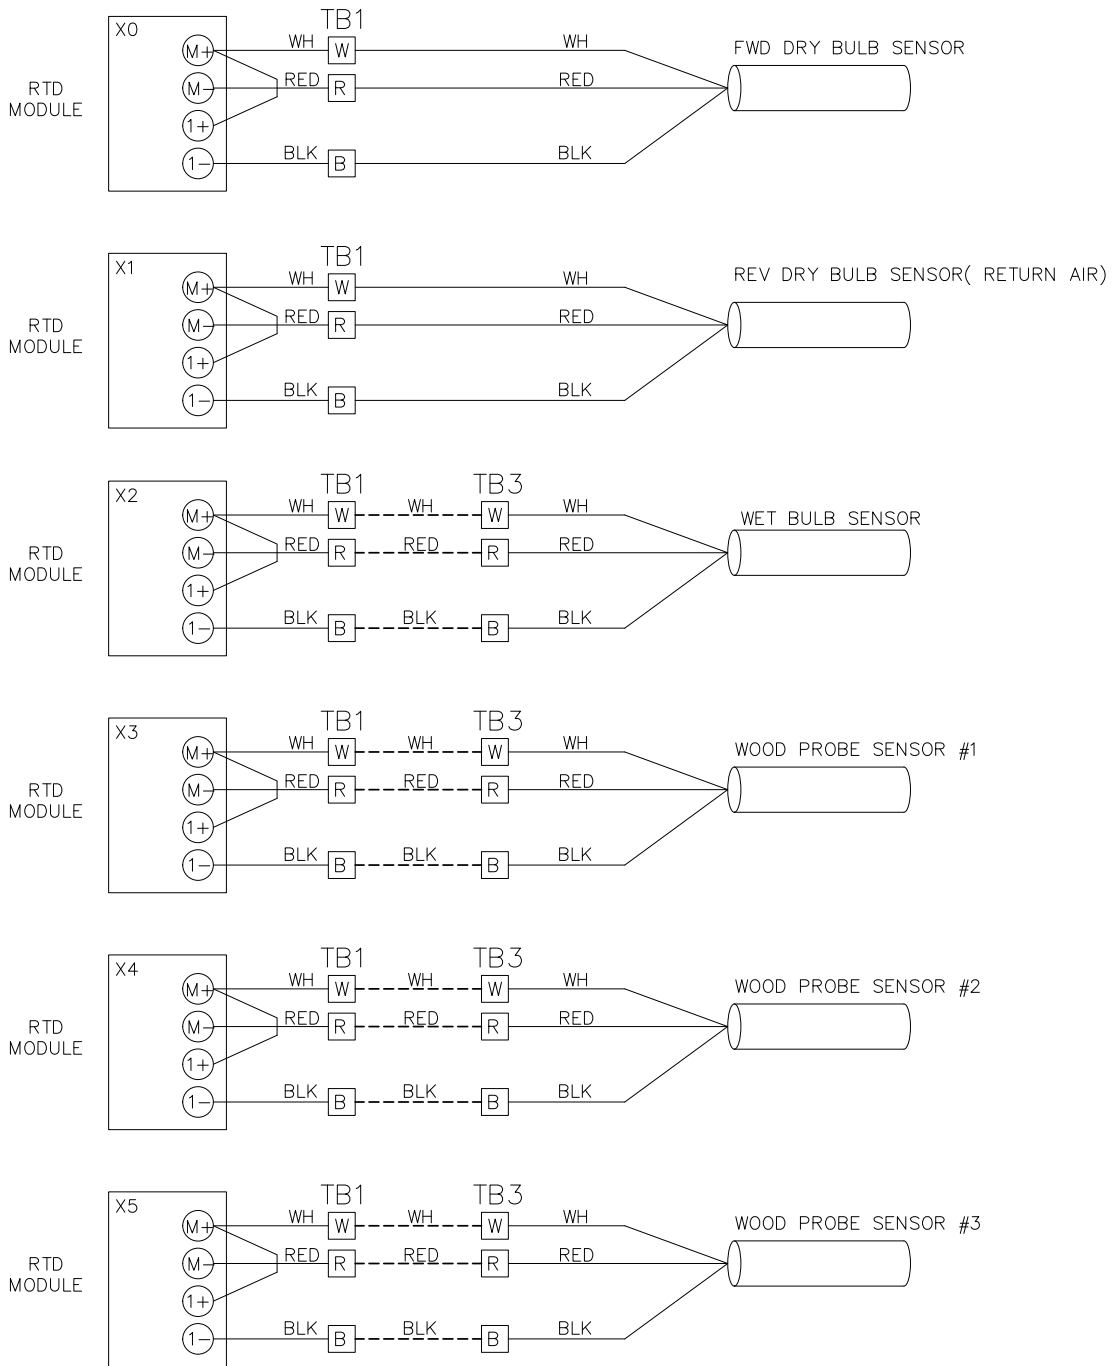 X0
TB1
M+ WH W WH
FWD DRY BULB SENSOR
RTD
MODULE
M- RED R RED
1+
1- BLK B BLK
X1
TB1
M+ WH W WH
REV DRY BULB SENSOR( RETURN AIR)
RTD
MODULE
M- RED R RED
1+
1- BLK B BLK
X2
TB1 TB3
M+ WH W WH W WH
WET BULB SENSOR
RTD
MODULE
M- RED R RED R RED
1+
1- BLK B BLK B BLK
X3
TB1 TB3
M+ WH W WH W WH
WOOD PROBE SENSOR #1
RTD
MODULE
M- RED R RED R RED
1+
1- BLK B BLK B BLK
X4
TB1 TB3
M+ WH W WH W WH
WOOD PROBE SENSOR #2
RTD
MODULE
M- RED R RED R RED
1+
1- BLK B BLK B BLK
X5
TB1 TB3
M+ WH W WH W WH
WOOD PROBE SENSOR #3
RTD
MODULE
M- RED R RED R RED
1+
1- BLK B BLK B BLK